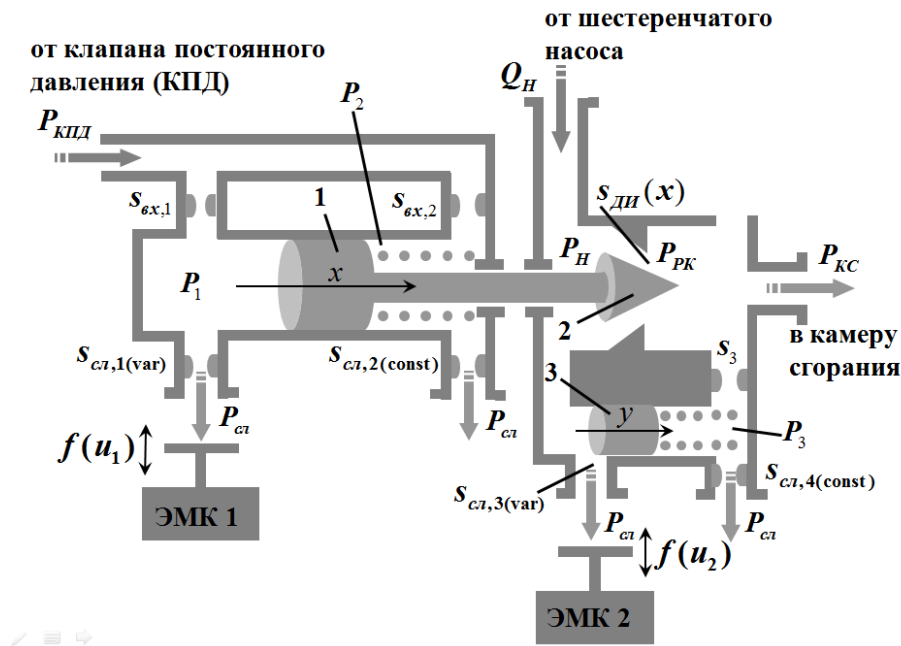 от клапана постоянного
давления (КПД)
от шестеренчатого
насоса
Q_H
P_2
P_КПД
s_вх,1
1
s_вх,2
s_ДИ(x)
P_1
x
P_H
P_РК
P_КС
2
в камеру
сгорания
s_сл,1(var)
s_сл,2(const)
3
s_3
y
P_сл
P_сл
P_3
f(u_1)
s_сл,3(var)
s_сл,4(const)
ЭМК 1
P_сл
P_сл
f(u_2)
ЭМК 2